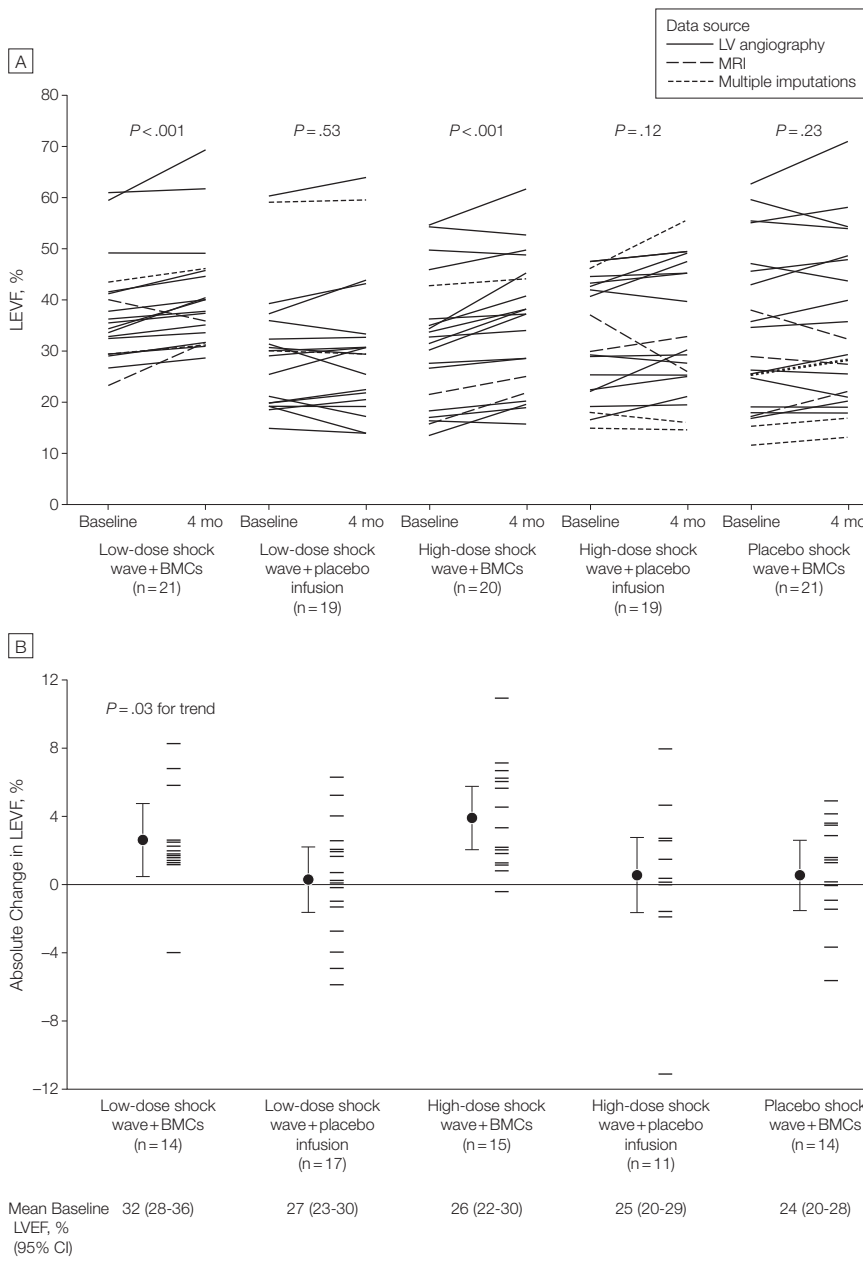 Data source
LV angiography
MRI
Multiple imputations
A
80
70
60
50
40
30
20
10
0
LEVF, %
P<.001
P=.53
P<.001
P=.12
P=.23
Baseline 4 mo Baseline 4 mo Baseline 4 mo Baseline 4 mo Baseline 4 mo
Low-dose shock
wave+BMCs
(n=21)
Low-dose shock
wave+placebo
infusion
(n=19)
High-dose shock
wave+BMCs
(n=20)
High-dose shock
wave+placebo
infusion
(n=19)
Placebo shock
wave+BMCs
(n=21)
B
12
8
4
0
–4
–8
–12
Absolute Change in LEVF, %
P=.03 for trend
Low-dose shock
wave+BMCs
(n=14)
Low-dose shock
wave+placebo
infusion
(n=17)
High-dose shock
wave+BMCs
(n=15)
High-dose shock
wave+placebo
infusion
(n=11)
Placebo shock
wave+BMCs
(n=14)
Mean Baseline 32 (28-36) 27 (23-30) 26 (22-30) 25 (20-29) 24 (20-28)
LVEF, %
(95% CI)